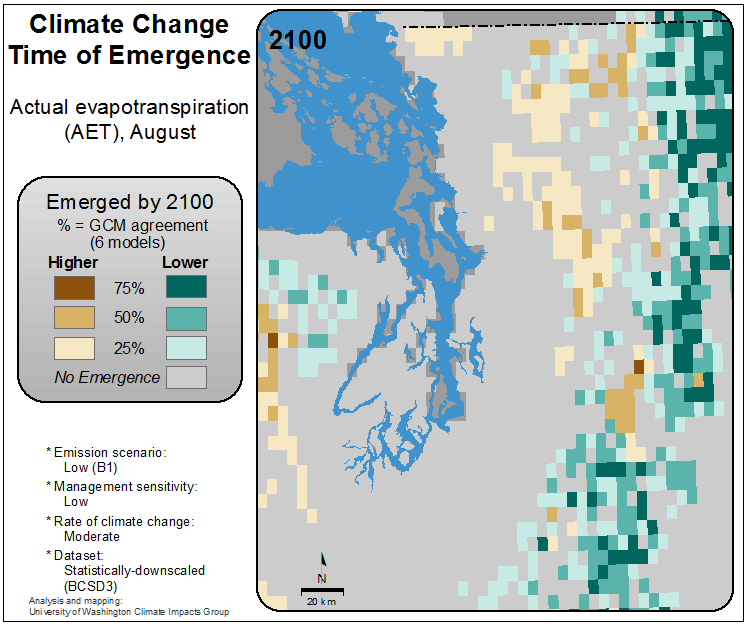 Climate Change
Time of Emergence
Actual evapotranspiration
(AET), August
Emerged by 2100
% = GCM agreement
(6 models)
Higher Lower
75%
50%
25%
No Emergence
* Emission scenario:
Low (B1)
* Management sensitivity:
Low
* Rate of climate change:
Moderate
* Dataset:
Statistically-downscaled
(BCSD3)
Analysis and mapping:
University of Washington Climate Impacts Group
2100
N
20 km